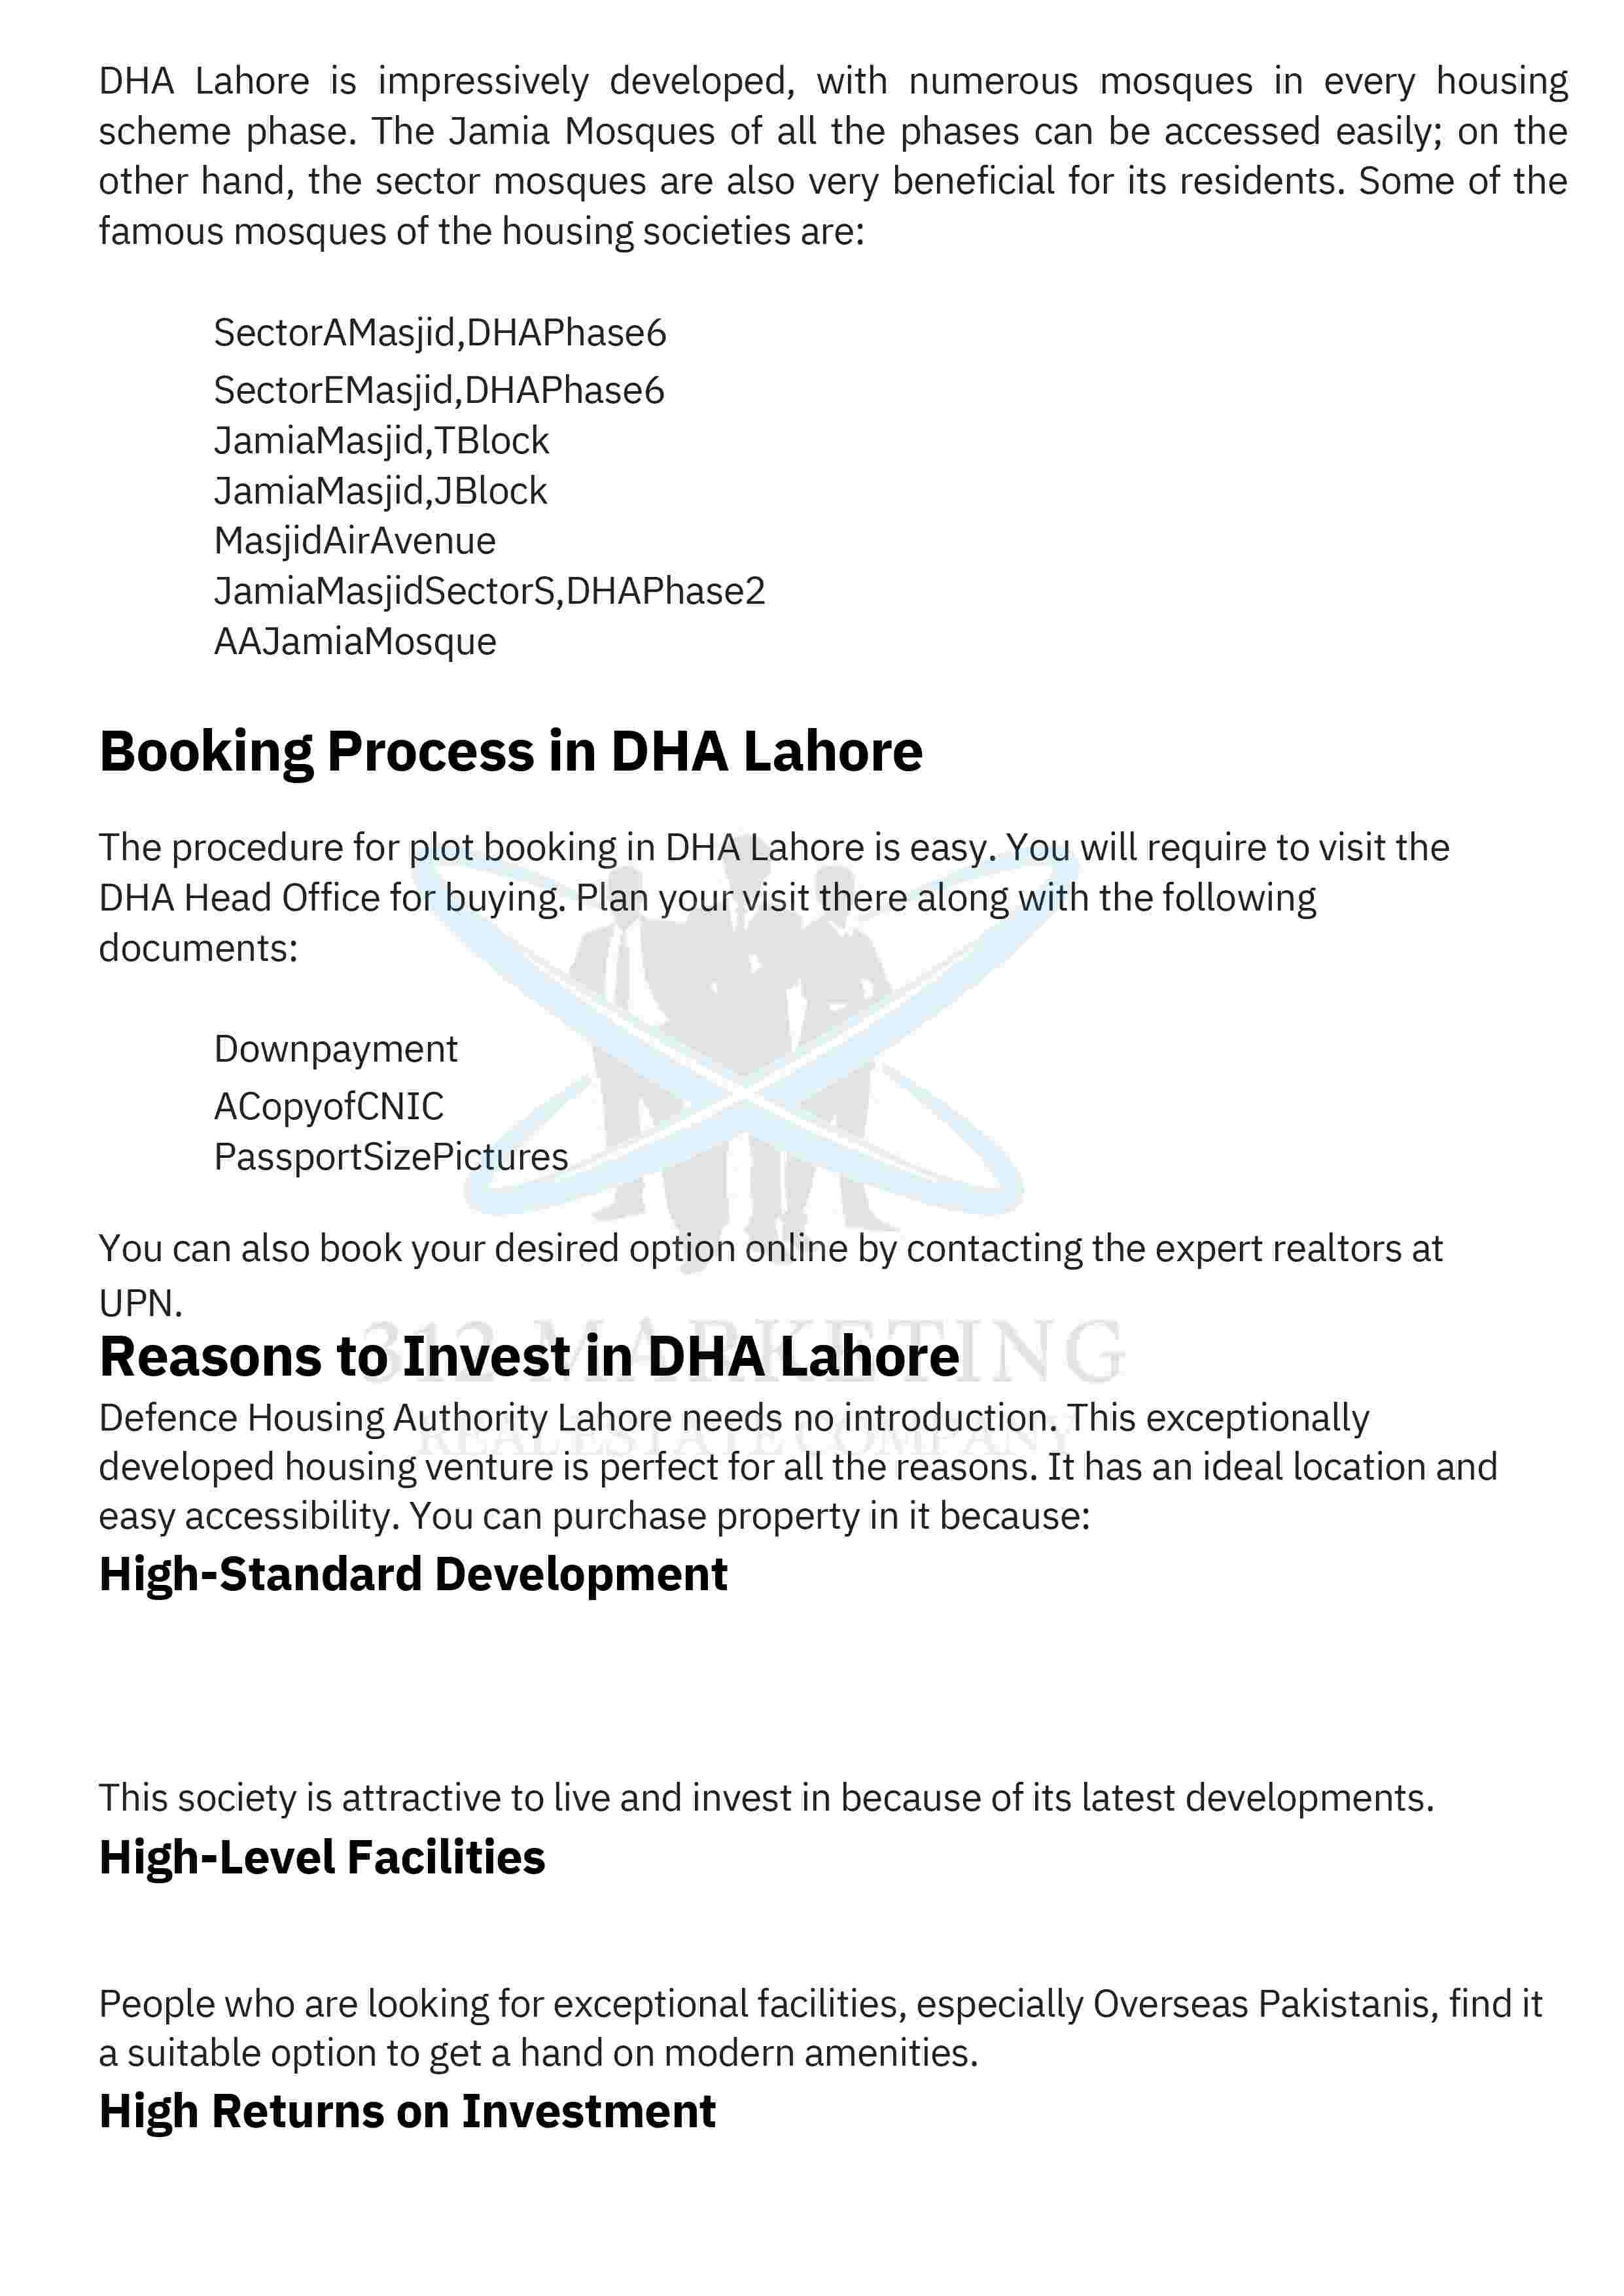 DHA Lahore is impressively developed, with numerous mosques in every housing
scheme phase. The Jamia Mosques of all the phases can be accessed easily; on the
other hand, the sector mosques are also very beneficial for its residents. Some of the
famous mosques of the housing societies are:
SectorAMasjid,DHAPhase6
SectorEMasjid,DHAPhase6
JamiaMasjid,TBlock
JamiaMasjid,JBlock
MasjidAirAvenue
JamiaMasjidSectorS,DHAPhase2
AAJamiaMosque
Booking Process in DHA Lahore
The procedure for plot booking in DHA Lahore is easy. You will require to visit the
DHA Head Office for buying. Plan your visit there along with the following
documents:
Downpayment
ACopyofCNIC
PassportSizePictures
You can also book your desired option online by contacting the expert realtors at
UPN.
312 MARKETING
Reasons to Invest in DHA Lahore
Defence Housing Authority Lahore needs no introduction. This exceptionally
REAL ESTATE COMPANY
developed housing venture is perfect for all the reasons. It has an ideal location and
easy accessibility. You can purchase property in it because:
High-Standard Development
This society is attractive to live and invest in because of its latest developments.
High-Level Facilities
People who are looking for exceptional facilities, especially Overseas Pakistanis, find it
a suitable option to get a hand on modern amenities.
High Returns on Investment